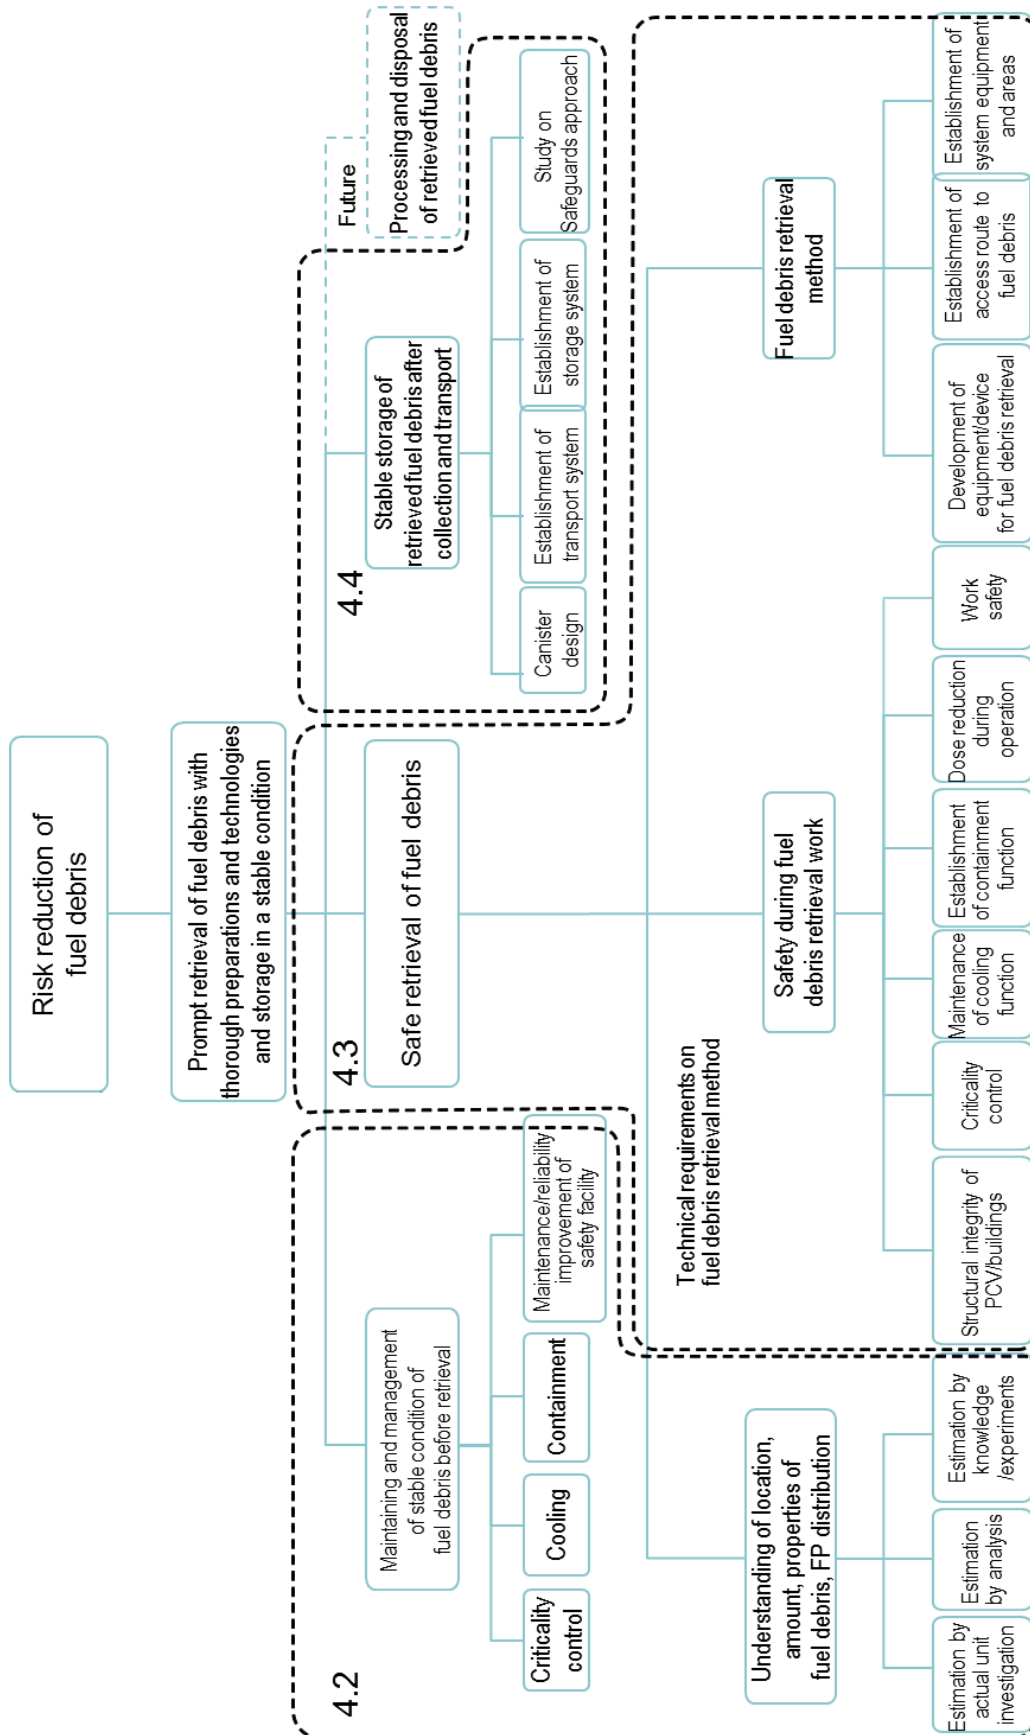 Risk reduction of
fuel debris
Prompt retrieval of fuel debris with
thorough preparations and technologies
and storage in a stable condition
4.2
Maintaining and management
of stable condition of
fuel debris before retrieval
Criticality
control
Cooling
Containment
Maintenance/reliability
improvement of
safety facility
4.3
Safe retrieval of fuel debris
4.4
Stable storage of
retrieved fuel debris after
collection and transport
Canister
design
Establishment of
transport system
Establishment of
storage system
Study on
Safeguards approach
Future
Processing and disposal
of retrieved fuel debris
Technical requirements on
fuel debris retrieval method
Understanding of location,
amount, properties of
fuel debris, FP distribution
Estimation by
actual unit
investigation
Estimation
by analysis
Estimation by
knowledge
/experiments
Safety during fuel
debris retrieval work
Structural integrity of
PCV/buildings
Criticality
control
Maintenance
of cooling
function
Establishment
of containment
function
Dose reduction
during
operation
Work
safety
Fuel debris retrieval
method
Development of
equipment/device
for fuel debris retrieval
Establishment of
access route to
fuel debris
Establishment of
system equipment
and areas